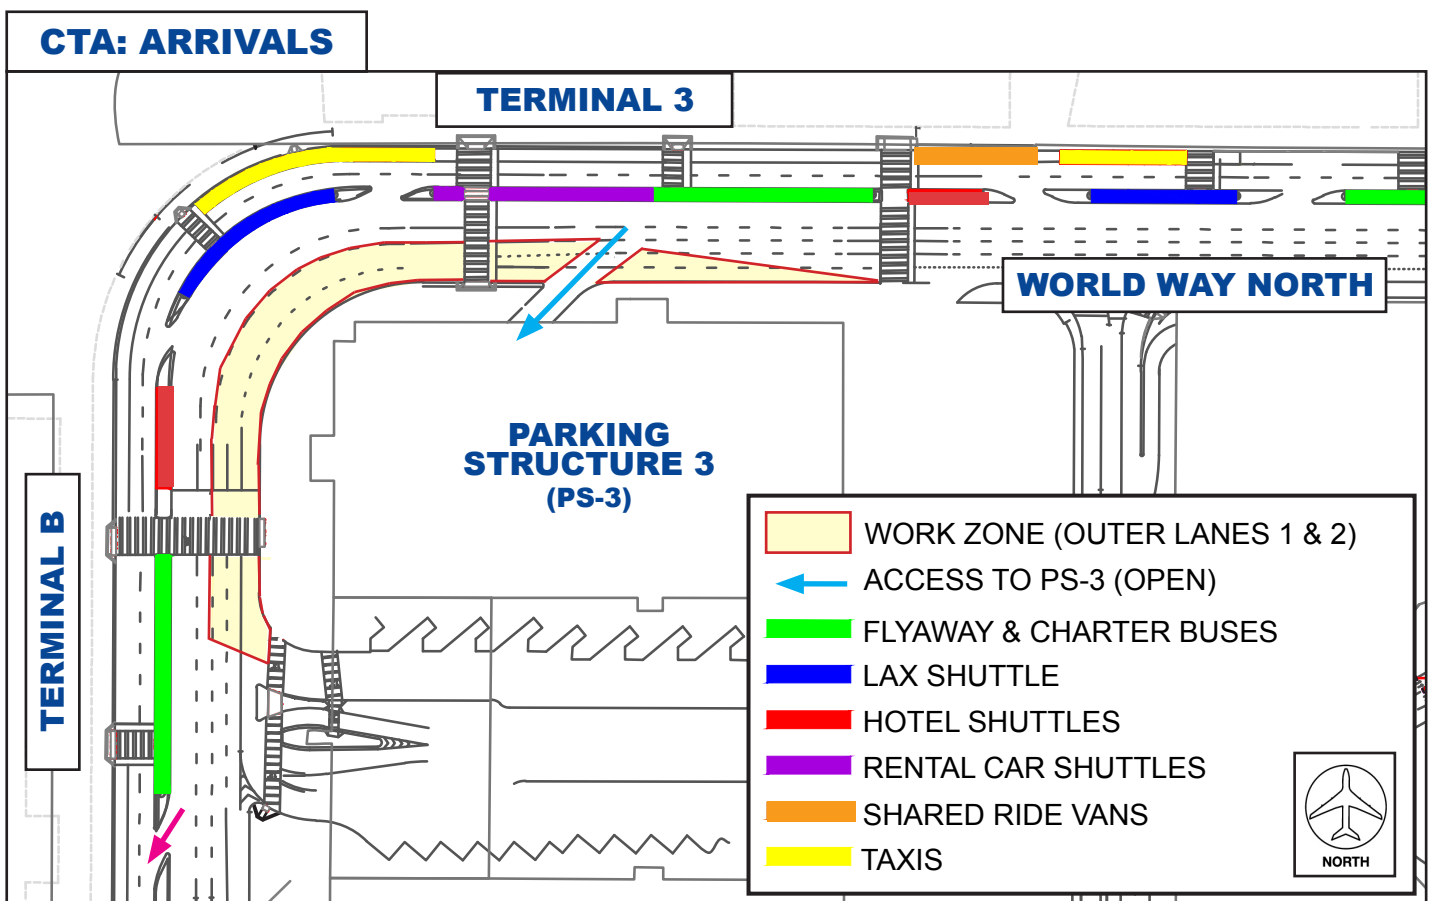 CTA: ARRIVALS
TERMINAL 3
WORLD WAY NORTH
PARKING
STRUCTURE 3
(PS-3)
TERMINAL B
WORK ZONE (OUTER LANES 1 & 2)
ACCESS TO PS-3 (OPEN)
FLYAWAY & CHARTER BUSES
LAX SHUTTLE
HOTEL SHUTTLES
RENTAL CAR SHUTTLES
SHARED RIDE VANS
TAXIS
NORTH